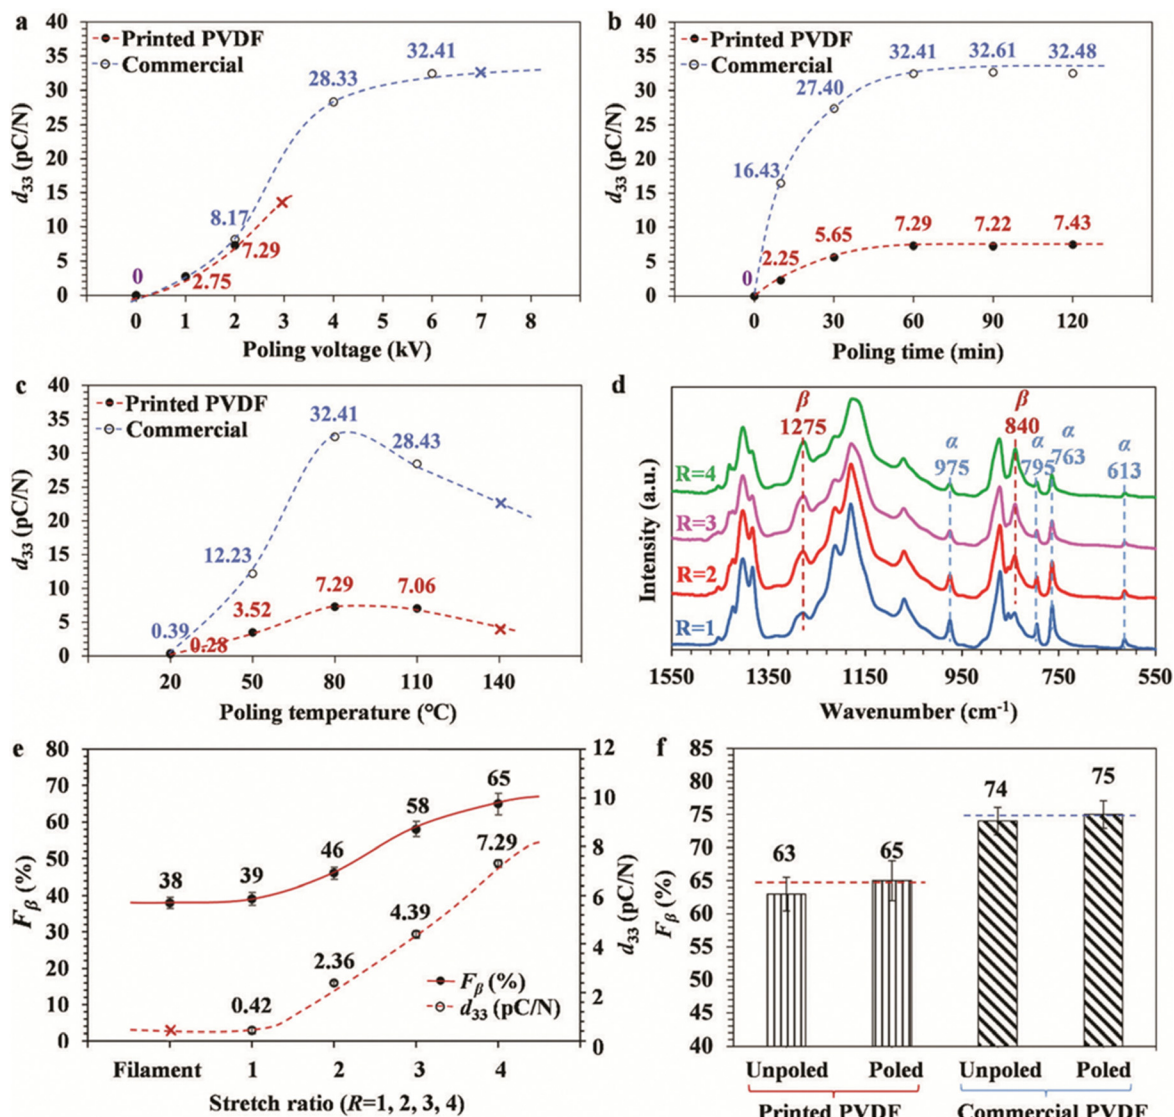 a
40
35
30
25
20
15
10
5
0
d33 (pC/N)
Printed PVDF
Commercial
0
2.75
8.17
7.29
28.33
32.41
0 1 2 3 4 5 6 7 8
Poling voltage (kV)
b
40
35
30
25
20
15
10
5
0
d33 (pC/N)
Printed PVDF
Commercial
0
16.43
27.40
32.41
32.61
32.48
2.25
5.65
7.29
7.22
7.43
0 30 60 90 120
Poling time (min)
c
40
35
30
25
20
15
10
5
0
d33 (pC/N)
Printed PVDF
Commercial
0.39
12.23
32.41
28.43
0.28
3.52
7.29
7.06
20 50 80 110 140
Poling temperature (°C)
d
Intensity (a.u.)
β
1275
α
975
β
840
α
795
α
763
α
613
R=4
R=3
R=2
R=1
1550 1350 1150 950 750 550
Wavenumber (cm-1)
e
80
70
60
50
40
30
20
10
0
Fβ (%)
38
39
46
58
65
0.42
2.36
4.39
7.29
Fβ (%)
d33 (pC/N)
12
10
8
6
4
2
0
d33 (pC/N)
Filament 1 2 3 4
Stretch ratio (R=1, 2, 3, 4)
f
85
80
75
70
65
60
55
50
45
40
Fβ (%)
63
65
74
75
Unpoled Poled Unpoled Poled
Printed PVDF Commercial PVDF